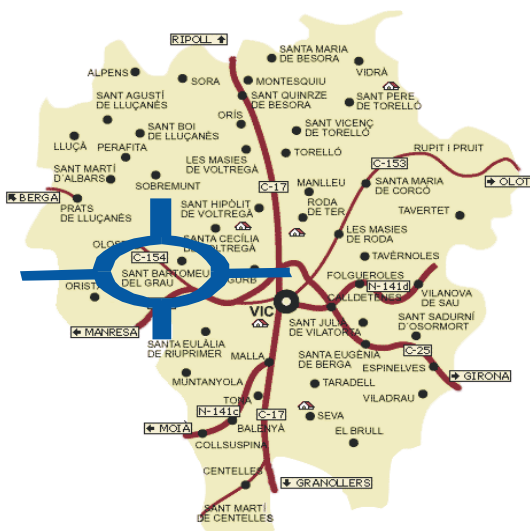 RIPOLL
SANTA MARIA
DE BESORA
ALPENS
SORA
MONTESQUIU
VIDRÀ
SANT AGUSTÍ
DE LLUÇANÈS
SANT QUINRZE
DE BESORA
SANT PERE
DE TORELLÓ
ORÍS
SANT BOI
DE LLUÇANÈS
SANT VICENÇ
DE TORELLÓ
LLUÇÀ
PERAFITA
LES MASIES
DE VOLTREGÀ
TORELLÓ
RUPIT I PRUIT
C-153
SANT MARTÍ
D'ALBARS
SOBREMUNT
C-17
MANLLEU
SANTA MARIA
DE CORCÓ
OLOT
BERGA
PRATS
DE LLUÇANÈS
SANT HIPÒLIT
DE VOLTREGÀ
RODA
DE TER
TAVERTET
SANTA CECÍLIA
DE VOLTREGÀ
LES MASIES
DE RODA
C-154
TAVÈRNOLES
SANT BARTOMEU
DEL GRAU
GURB
FOLGUEROLES
N-141d
VILANOVA
DE SAU
VIC
CALLDETENES
MANRESA
SANT JULIÀ
DE VILATORTA
SANT SADURNÍ
D'OSORMORT
SANTA EULÀLIA
DE RIUPRIMER
MALLA
SANTA EUGÈNIA
DE BERGA
C-25
ESPINELVES
GIRONA
MUNTANYOLA
TARADELL
TONA
VILADRAU
N-141c
C-17
SEVA
MOIÀ
BALENYÀ
EL BRULL
COLLSUSPINA
CENTELLES
GRANOLLERS
SANT MARTÍ
DE CENTELLES